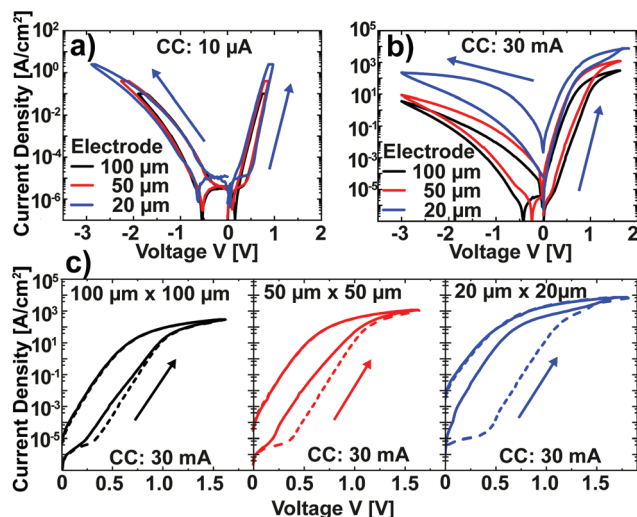 a)
CC: 10 µA
Current Density [A/cm²]
10²
10⁰
10⁻²
10⁻⁴
10⁻⁶
Electrode
100 µm
50 µm
20 µm
-3 -2 -1 0 1 2
Voltage V [V]
b)
CC: 30 mA
Current Density [A/cm²]
10⁵
10³
10¹
10⁻¹
10⁻³
10⁻⁵
Electrode
100 µm
50 µm
20 µm
-3 -2 -1 0 1 2
Voltage V [V]
c)
Current Density [A/cm²]
10⁵
10³
10¹
10⁻¹
10⁻³
10⁻⁵
100 µm x 100 µm
CC: 30 mA
0 0.5 1.0 1.5
50 µm x 50 µm
CC: 30 mA
0 0.5 1.0 1.5
20 µm x 20µm
CC: 30 mA
0 0.5 1.0 1.5
Voltage V [V]